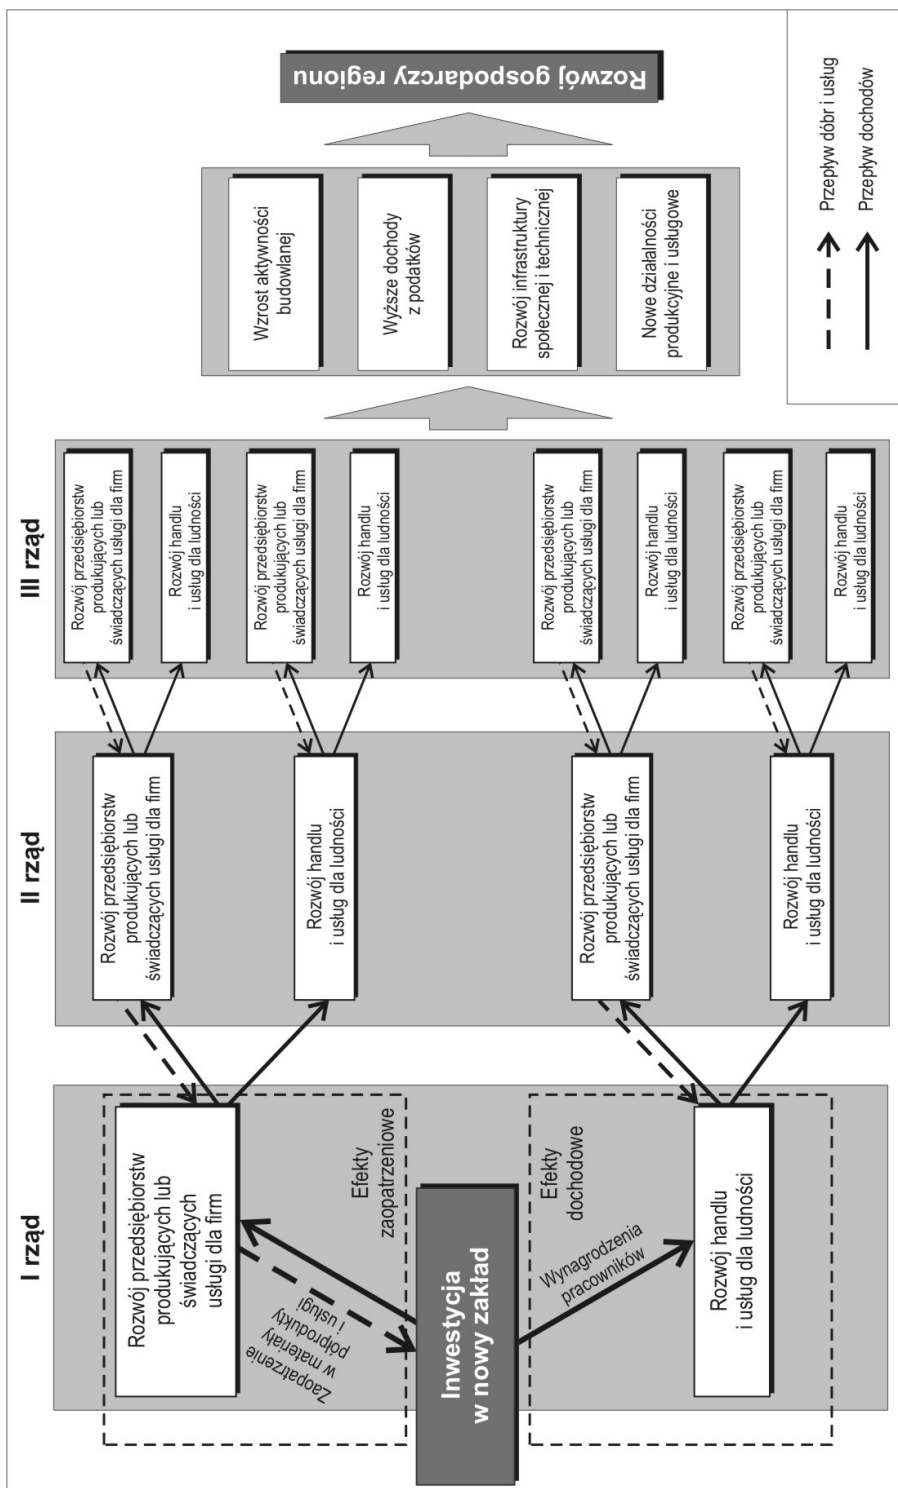 I rząd
II rząd
III rząd
Rozwój przedsiębiorstw
produkujących lub
świadczących
usługi dla firm
Zaopatrzenie
w materiały
półprodukty
i usługi
Efekty
zaopatrzeniowe
Inwestycja
w nowy zakład
Efekty
dochodowe
Wynagrodzenia
pracowników
Rozwój handlu
i usług dla ludności
Rozwój przedsiębiorstw
produkujących lub
świadczących usługi dla firm
Rozwój handlu
i usług dla ludności
Rozwój przedsiębiorstw
produkujących lub
świadczących usługi dla firm
Rozwój handlu
i usług dla ludności
Rozwój przedsiębiorstw
produkujących lub
świadczących usługi dla firm
Rozwój handlu
i usług dla ludności
Rozwój przedsiębiorstw
produkujących lub
świadczących usługi dla firm
Rozwój handlu
i usług dla ludności
Rozwój przedsiębiorstw
produkujących lub
świadczących usługi dla firm
Rozwój handlu
i usług dla ludności
Rozwój przedsiębiorstw
produkujących lub
świadczących usługi dla firm
Rozwój handlu
i usług dla ludności
Wzrost aktywności
budowlanej
Wyższe dochody
z podatków
Rozwój infrastruktury
społecznej i technicznej
Nowe działalności
produkcyjne i usługowe
Rozwój gospodarczy regionu
Przepływ dóbr i usług
Przepływ dochodów